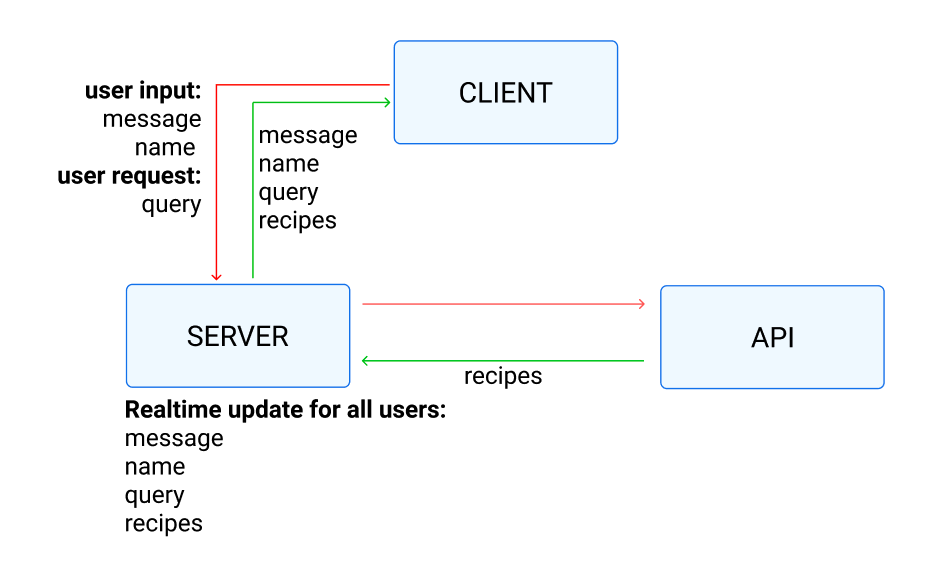 CLIENT
user input:
message
name
user request:
query
message
name
query
recipes
SERVER
API
recipes
Realtime update for all users:
message
name
query
recipes